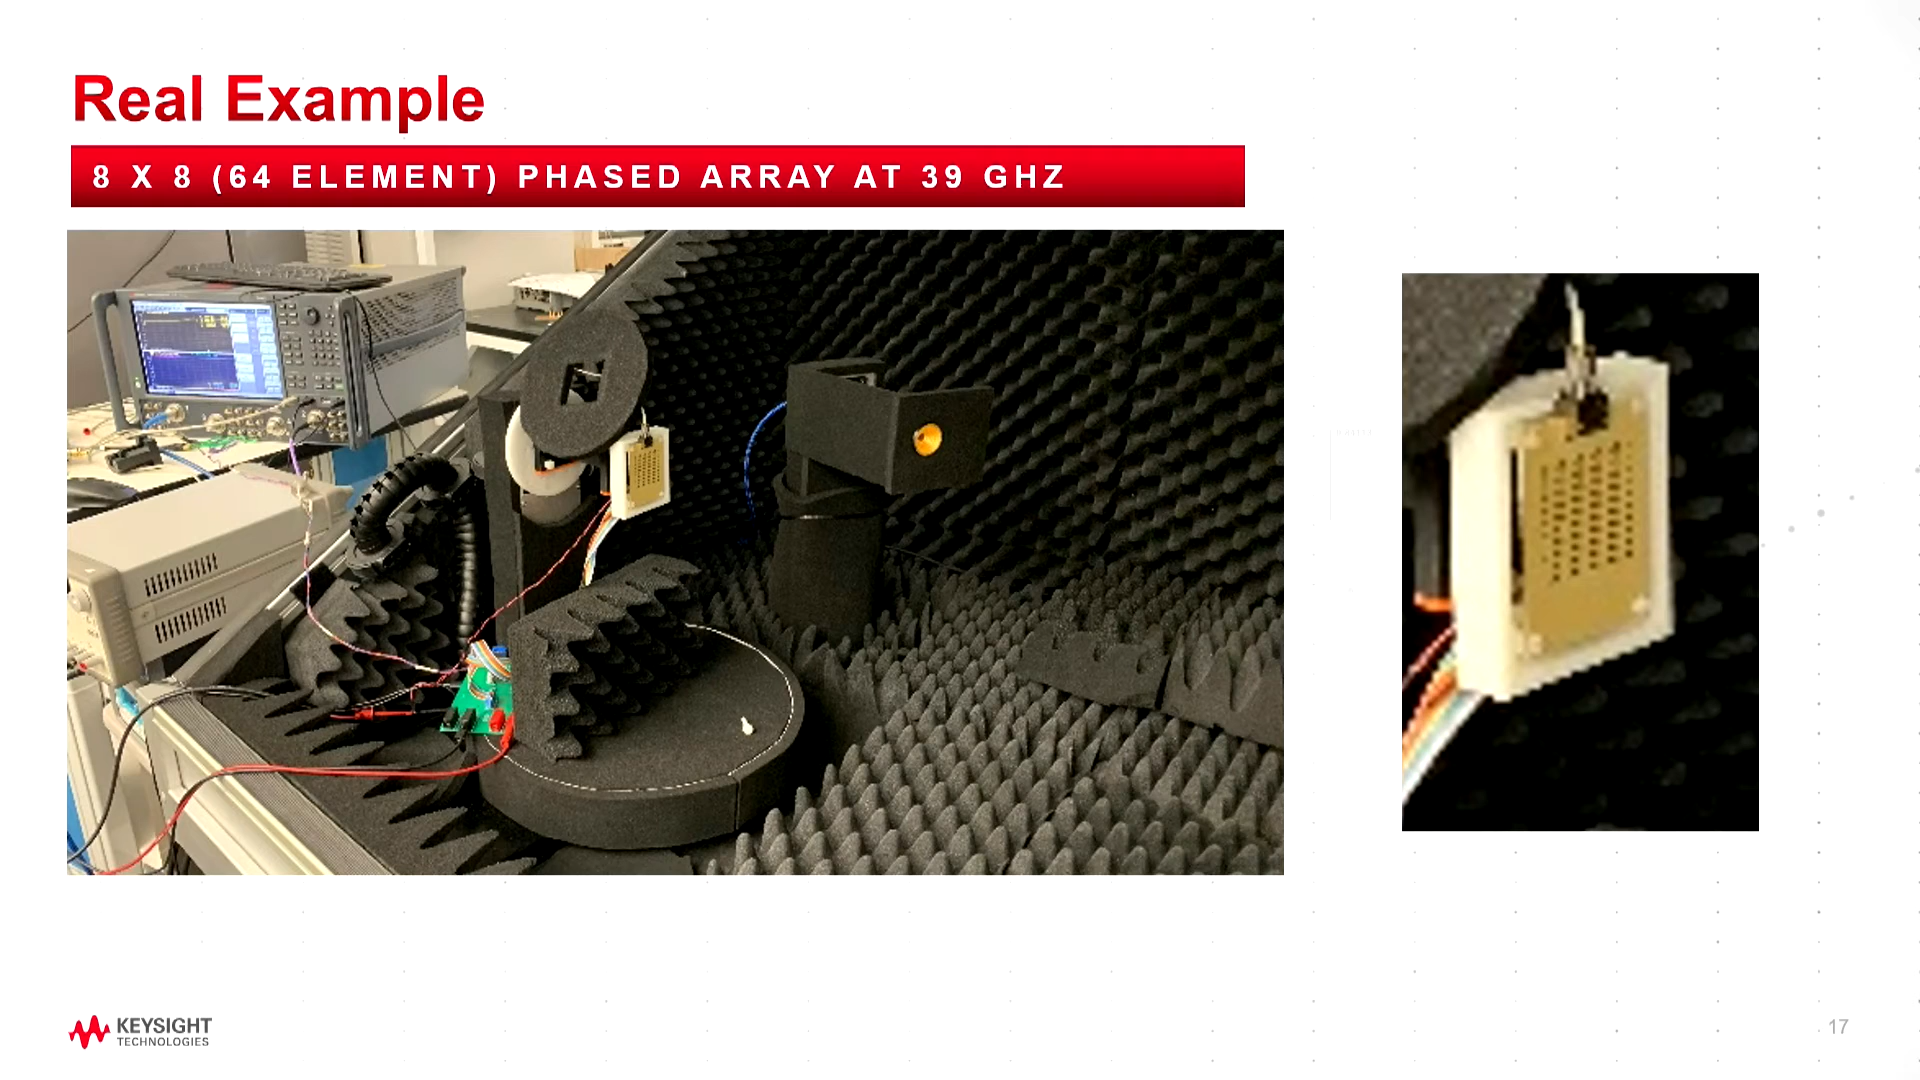 Real Example
8 X 8 (64 ELEMENT) PHASED ARRAY AT 39 GHZ
KEYSIGHT
TECHNOLOGIES
17